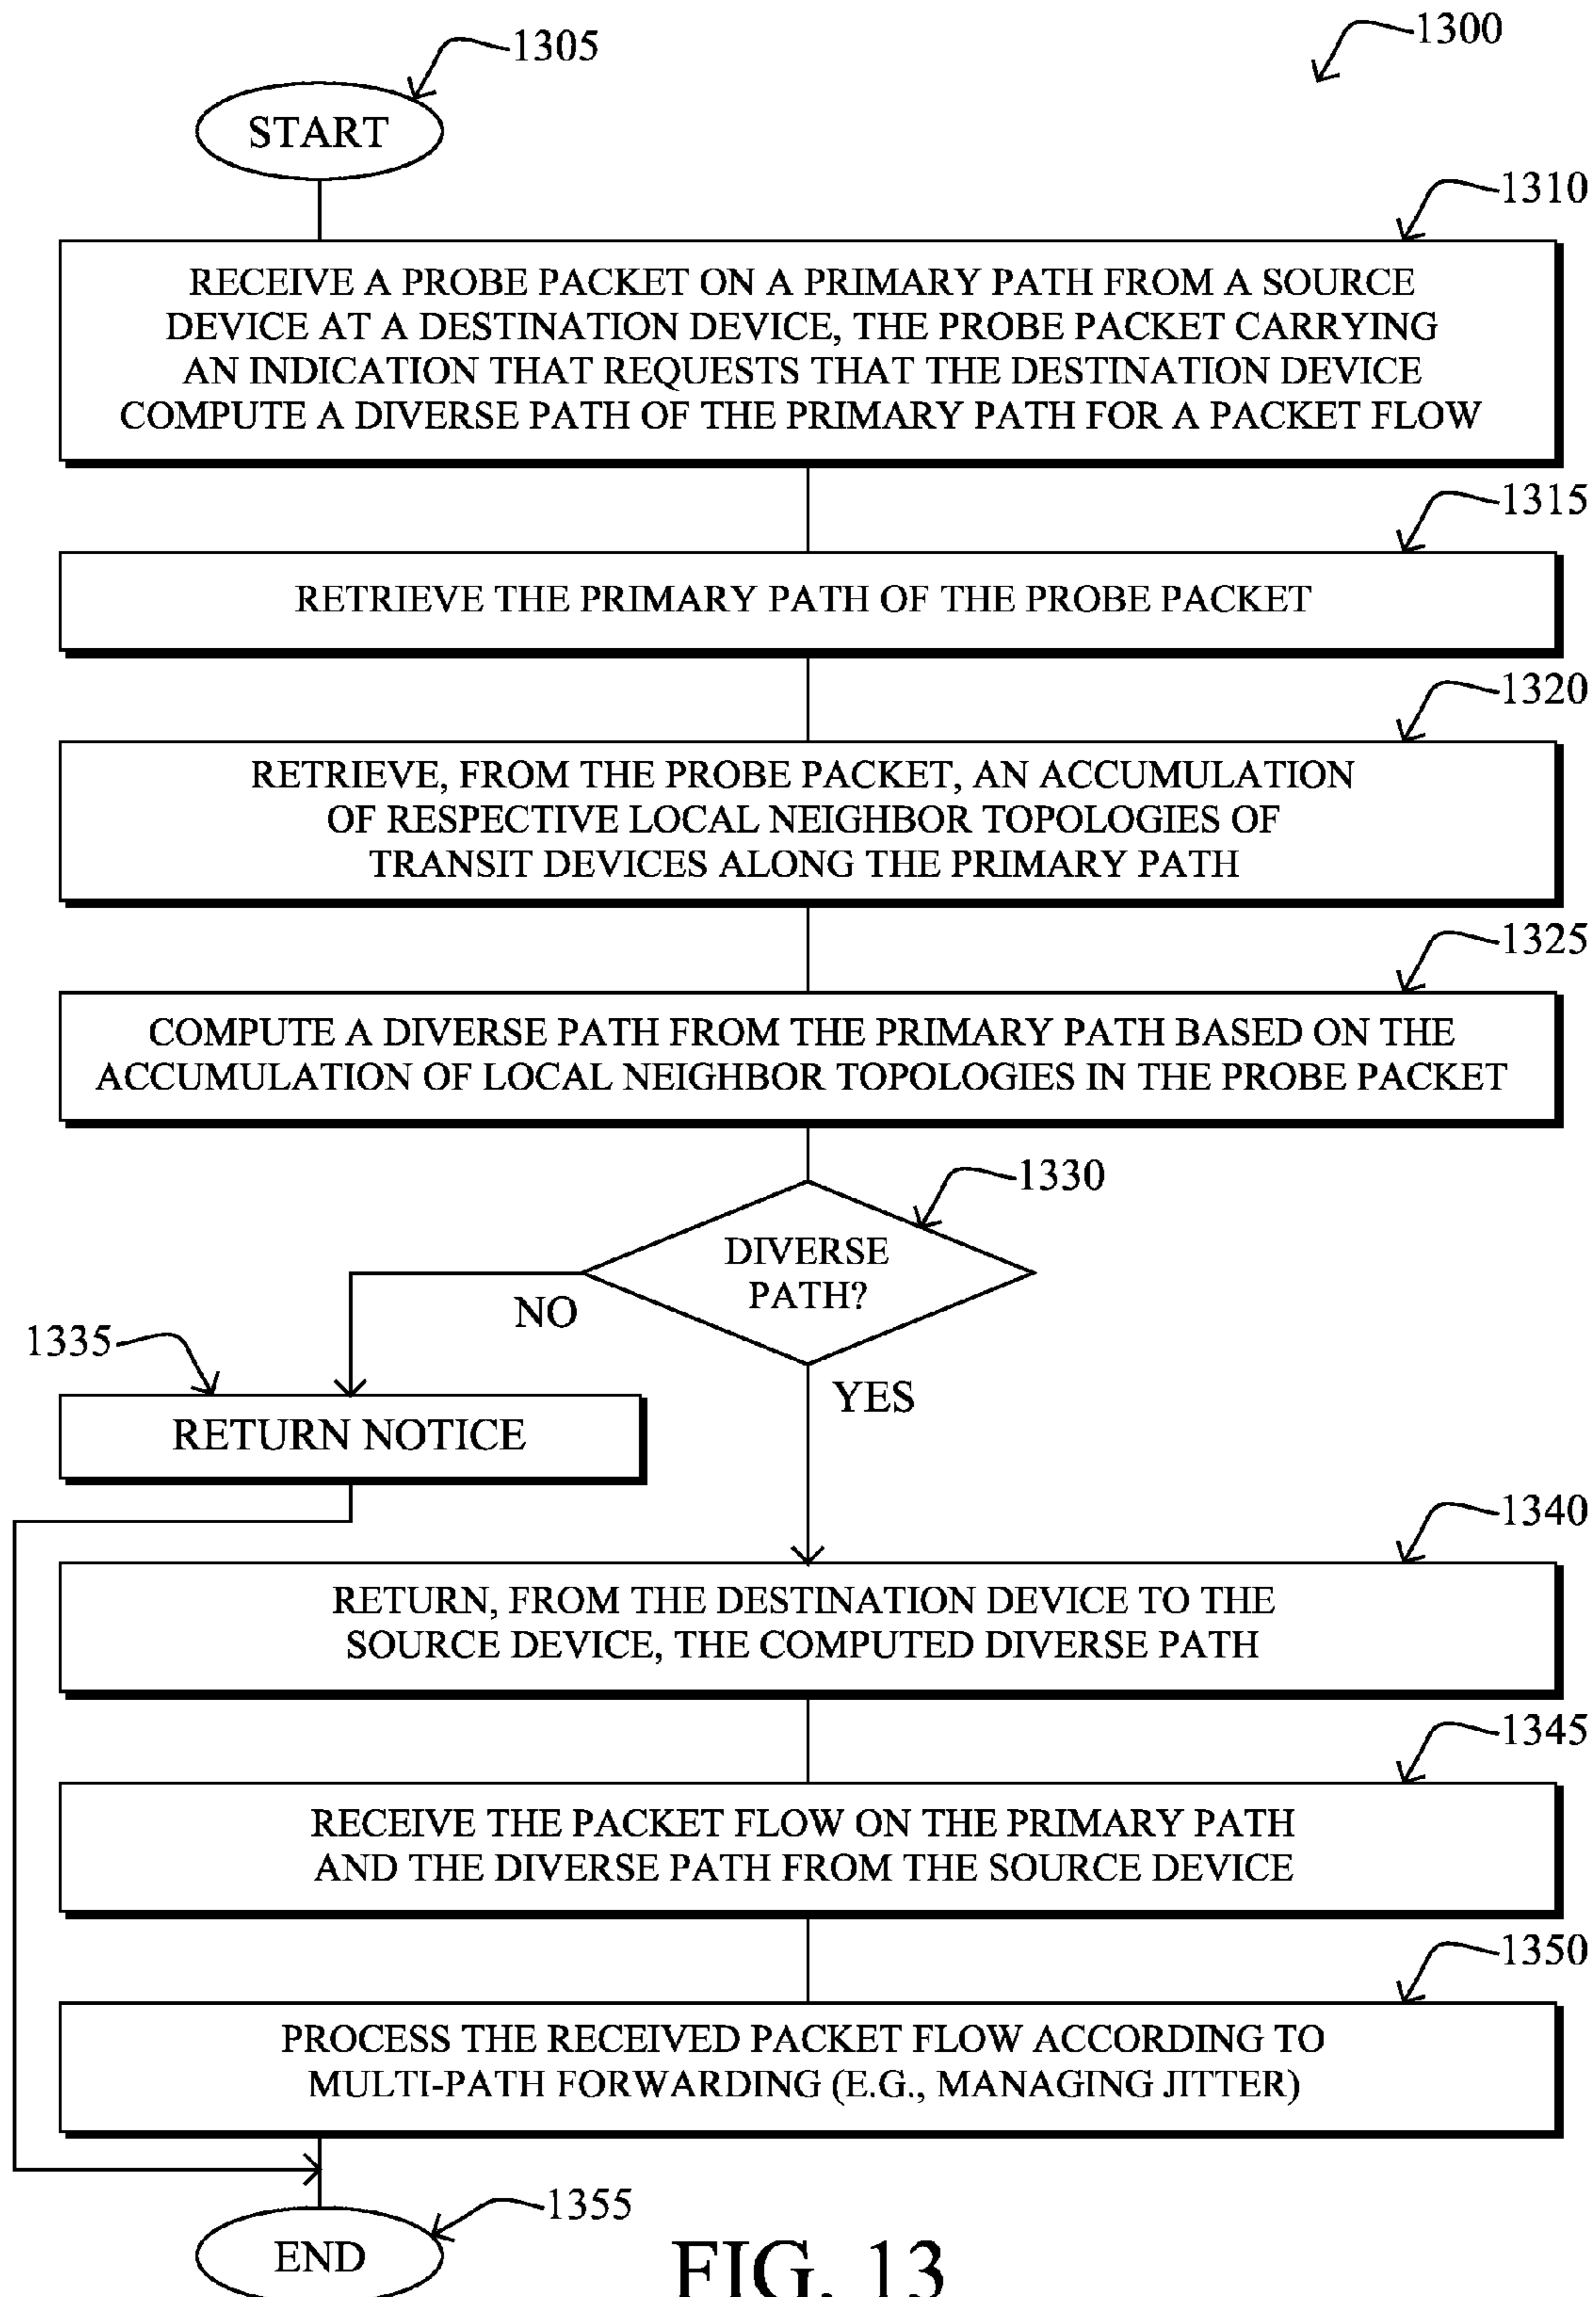 1300
1305
START
1310
RECEIVE A PROBE PACKET ON A PRIMARY PATH FROM A SOURCE
DEVICE AT A DESTINATION DEVICE, THE PROBE PACKET CARRYING
AN INDICATION THAT REQUESTS THAT THE DESTINATION DEVICE
COMPUTE A DIVERSE PATH OF THE PRIMARY PATH FOR A PACKET FLOW
1315
RETRIEVE THE PRIMARY PATH OF THE PROBE PACKET
1320
RETRIEVE, FROM THE PROBE PACKET, AN ACCUMULATION
OF RESPECTIVE LOCAL NEIGHBOR TOPOLOGIES OF
TRANSIT DEVICES ALONG THE PRIMARY PATH
1325
COMPUTE A DIVERSE PATH FROM THE PRIMARY PATH BASED ON THE
ACCUMULATION OF LOCAL NEIGHBOR TOPOLOGIES IN THE PROBE PACKET
1330
DIVERSE
PATH?
NO
1335
RETURN NOTICE
YES
1340
RETURN, FROM THE DESTINATION DEVICE TO THE
SOURCE DEVICE, THE COMPUTED DIVERSE PATH
1345
RECEIVE THE PACKET FLOW ON THE PRIMARY PATH
AND THE DIVERSE PATH FROM THE SOURCE DEVICE
1350
PROCESS THE RECEIVED PACKET FLOW ACCORDING TO
MULTI-PATH FORWARDING (E.G., MANAGING JITTER)
1355
END
FIG. 13